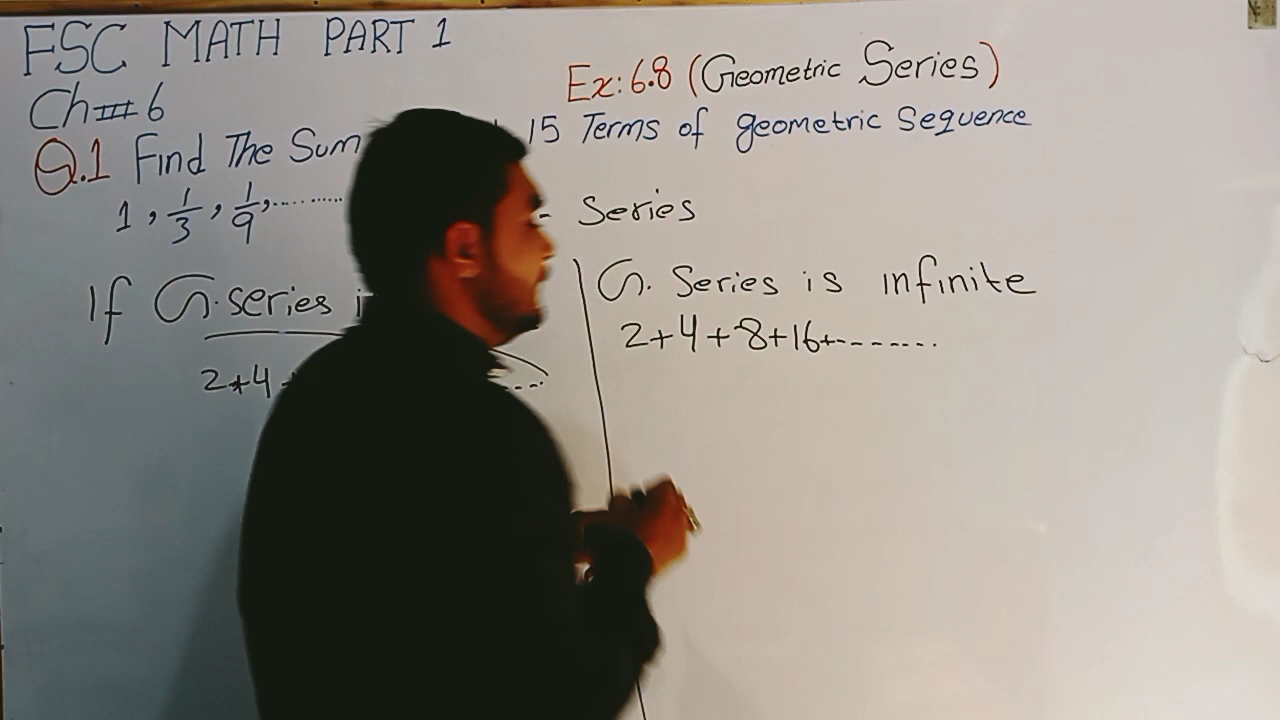 FSC MATH PART 1
Ex: 6.8 (Geometric Series)
Ch # 6
Q.1 Find The Sum 15 Terms of geometric Sequence
1, 1/3, 1/9, ........ - Series
If G.series
G. Series is infinite
2+4+8+16+-------
2+4